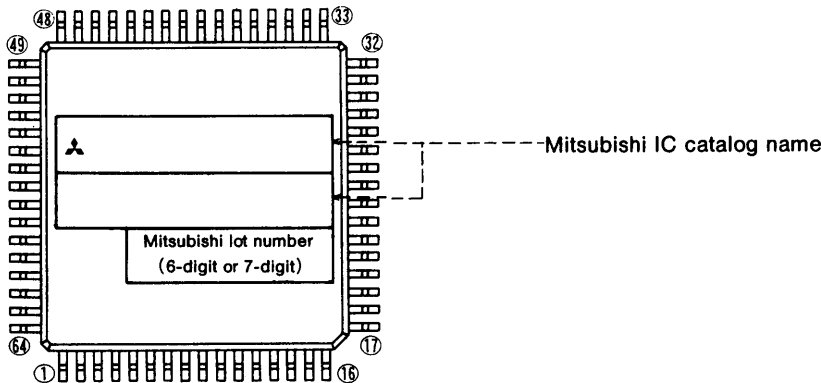 48
33
49
32
Mitsubishi IC catalog name
Mitsubishi lot number
(6-digit or 7-digit)
64
17
1
16